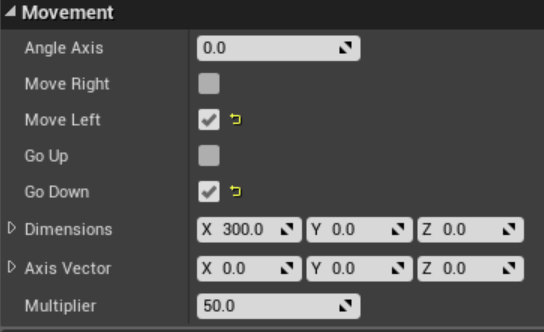 Movement
Angle Axis 0.0
Move Right
Move Left
Go Up
Go Down
Dimensions X 300.0 Y 0.0 Z 0.0
Axis Vector X 0.0 Y 0.0 Z 0.0
Multiplier 50.0